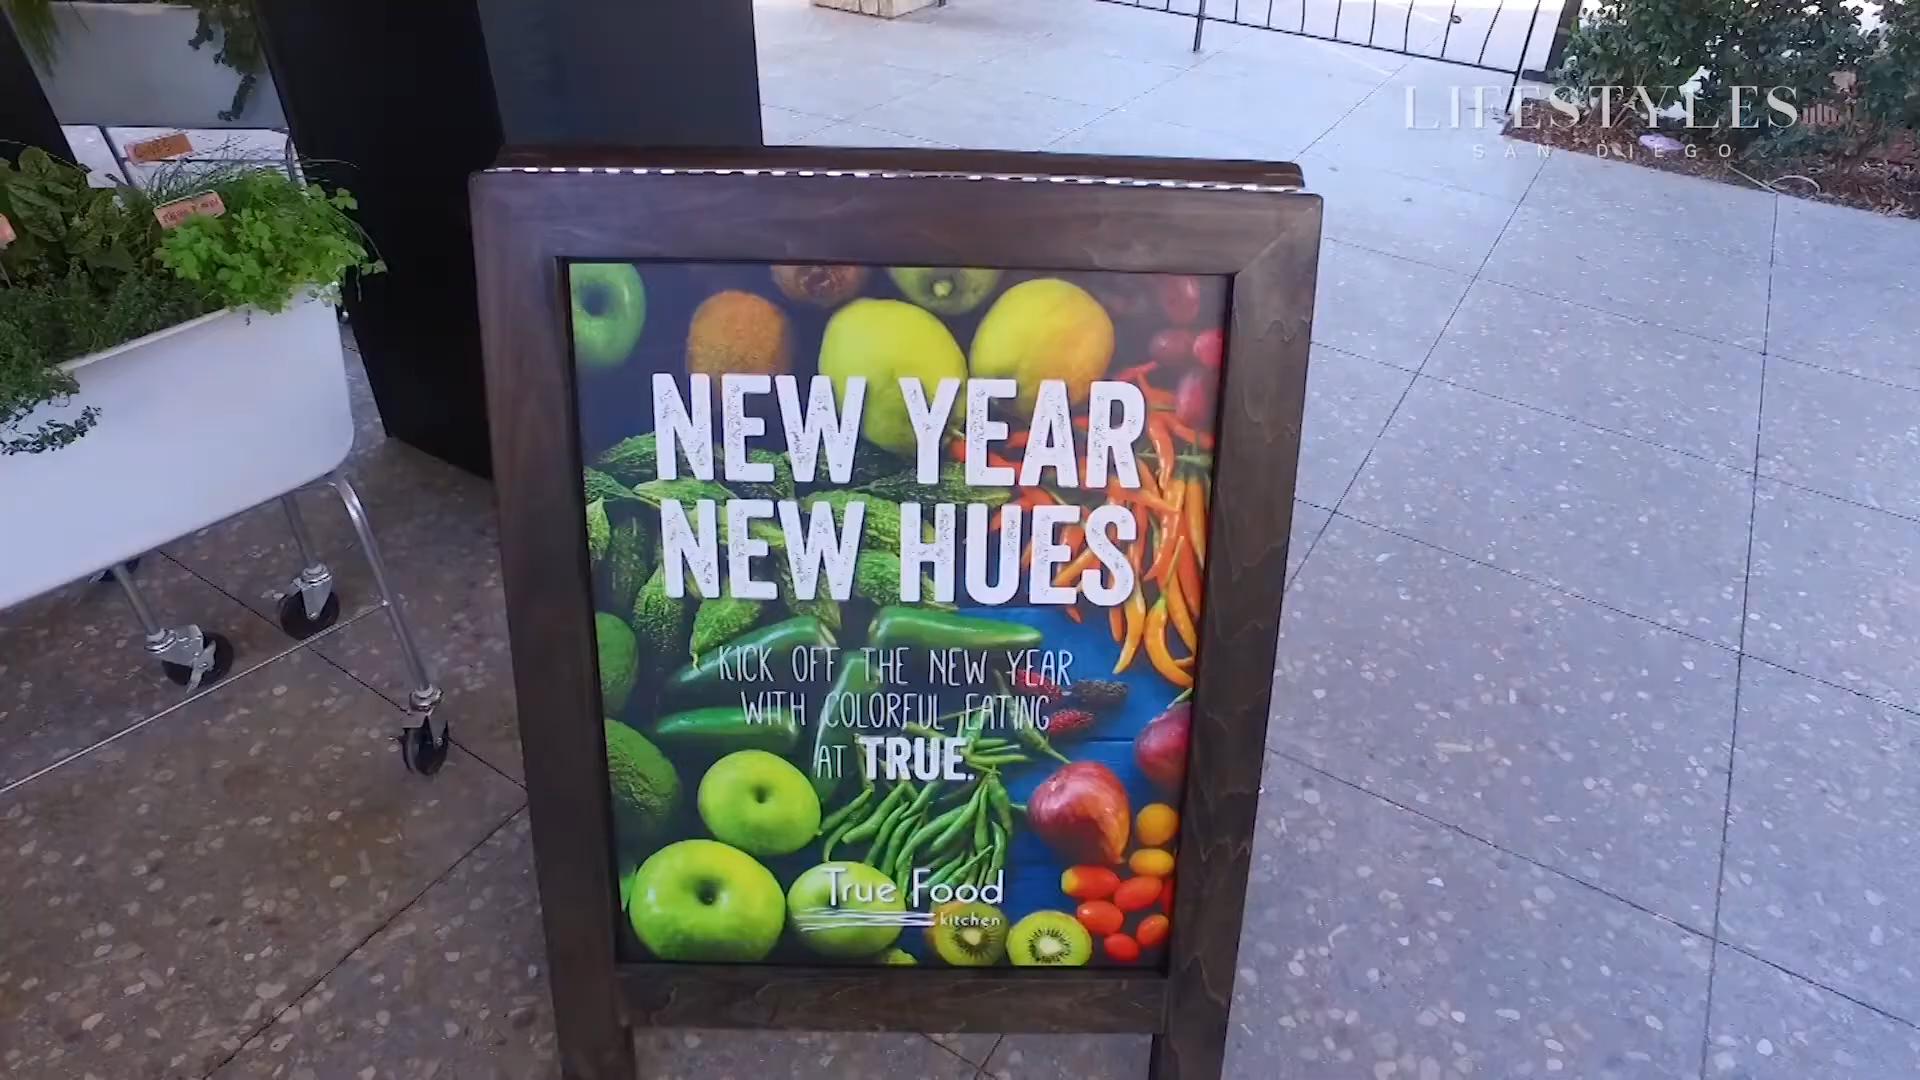 LIFESTYLES
SAN DIEGO
NEW YEAR
NEW HUES
KICK OFF THE NEW YEAR
WITH COLORFUL EATING
AT TRUE.
True Food
kitchen